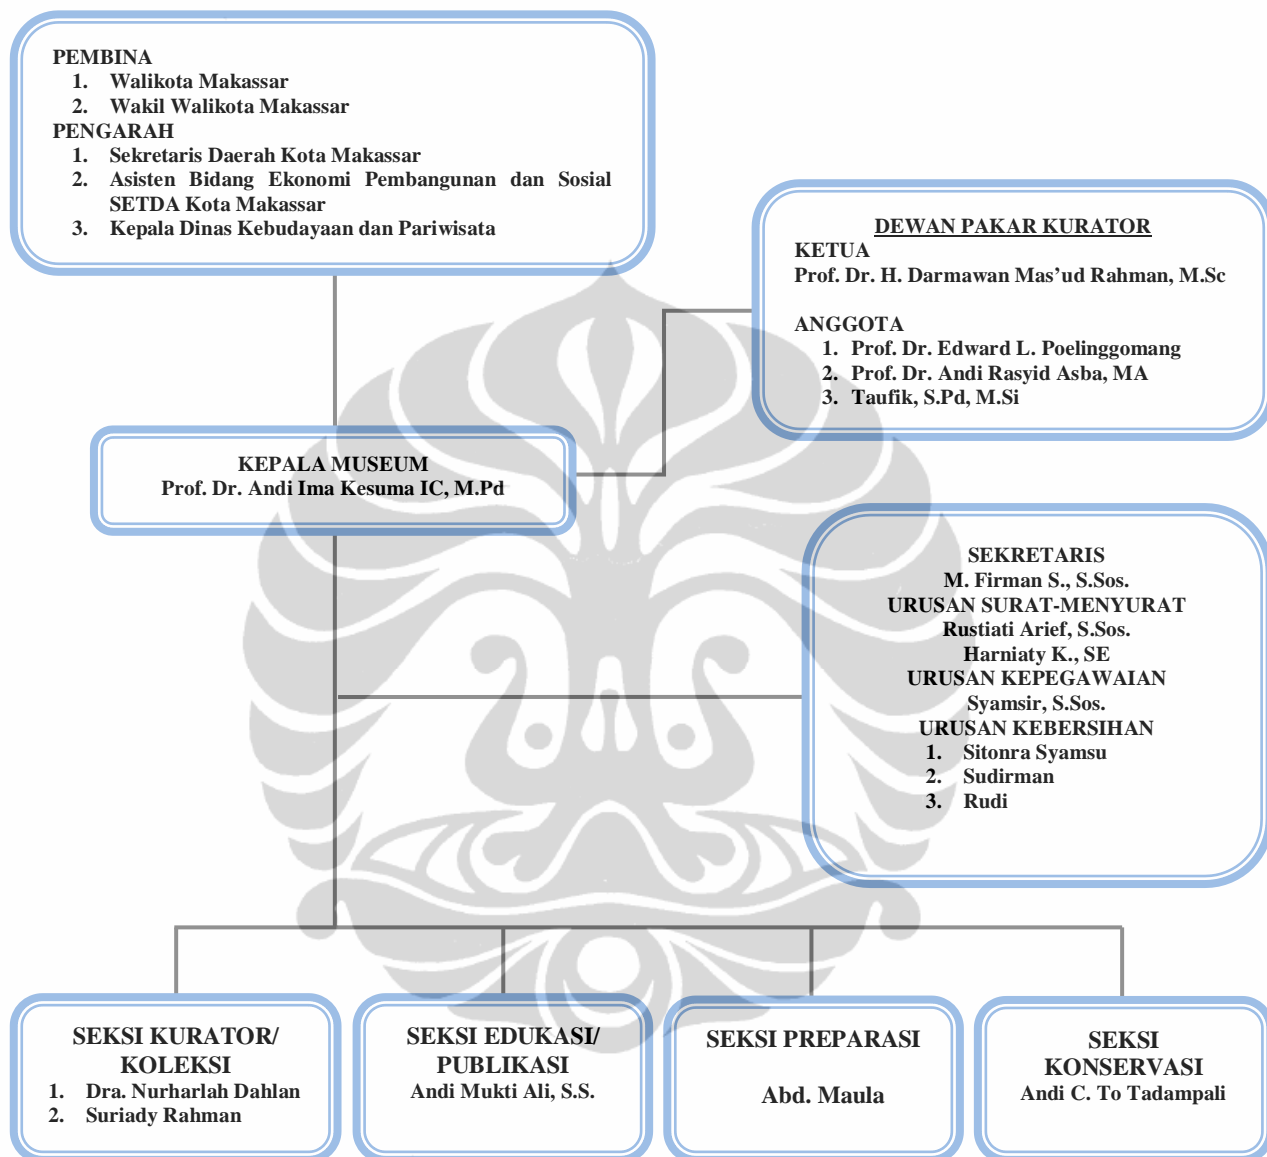 PEMBINA
1. Walikota Makassar
2. Wakil Walikota Makassar
PENGARAH
1. Sekretaris Daerah Kota Makassar
2. Asisten Bidang Ekonomi Pembangunan dan Sosial
SETDA Kota Makassar
3. Kepala Dinas Kebudayaan dan Pariwisata
DEWAN PAKAR KURATOR
KETUA
Prof. Dr. H. Darmawan Mas’ud Rahman, M.Sc
ANGGOTA
1. Prof. Dr. Edward L. Poelinggomang
2. Prof. Dr. Andi Rasyid Asba, MA
3. Taufik, S.Pd, M.Si
KEPALA MUSEUM
Prof. Dr. Andi Ima Kesuma IC, M.Pd
SEKRETARIS
M. Firman S., S.Sos.
URUSAN SURAT-MENYURAT
Rustiati Arief, S.Sos.
Harniaty K., SE
URUSAN KEPEGAWAIAN
Syamsir, S.Sos.
URUSAN KEBERSIHAN
1. Sitonra Syamsu
2. Sudirman
3. Rudi
SEKSI KURATOR/
KOLEKSI
1. Dra. Nurharlah Dahlan
2. Suriady Rahman
SEKSI EDUKASI/
PUBLIKASI
Andi Mukti Ali, S.S.
SEKSI PREPARASI
Abd. Maula
SEKSI
KONSERVASI
Andi C. To Tadampali